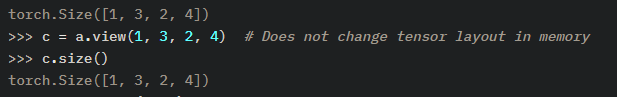 torch.Size([1, 3, 2, 4])
>>> c = a.view(1, 3, 2, 4)  # Does not change tensor layout in memory
>>> c.size()
torch.Size([1, 3, 2, 4])